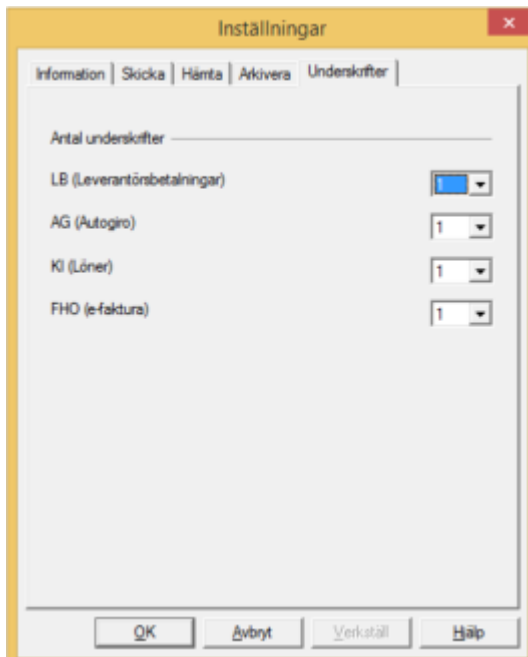 Inställningar
Information Skicka Hämta Arkivera Underskrifter
Antal underskrifter
LB (Leverantörsbetalningar) 1
AG (Autogiro) 1
KI (Löner) 1
FHO (e-faktura) 1
OK Avbryt Verkställ Hjälp